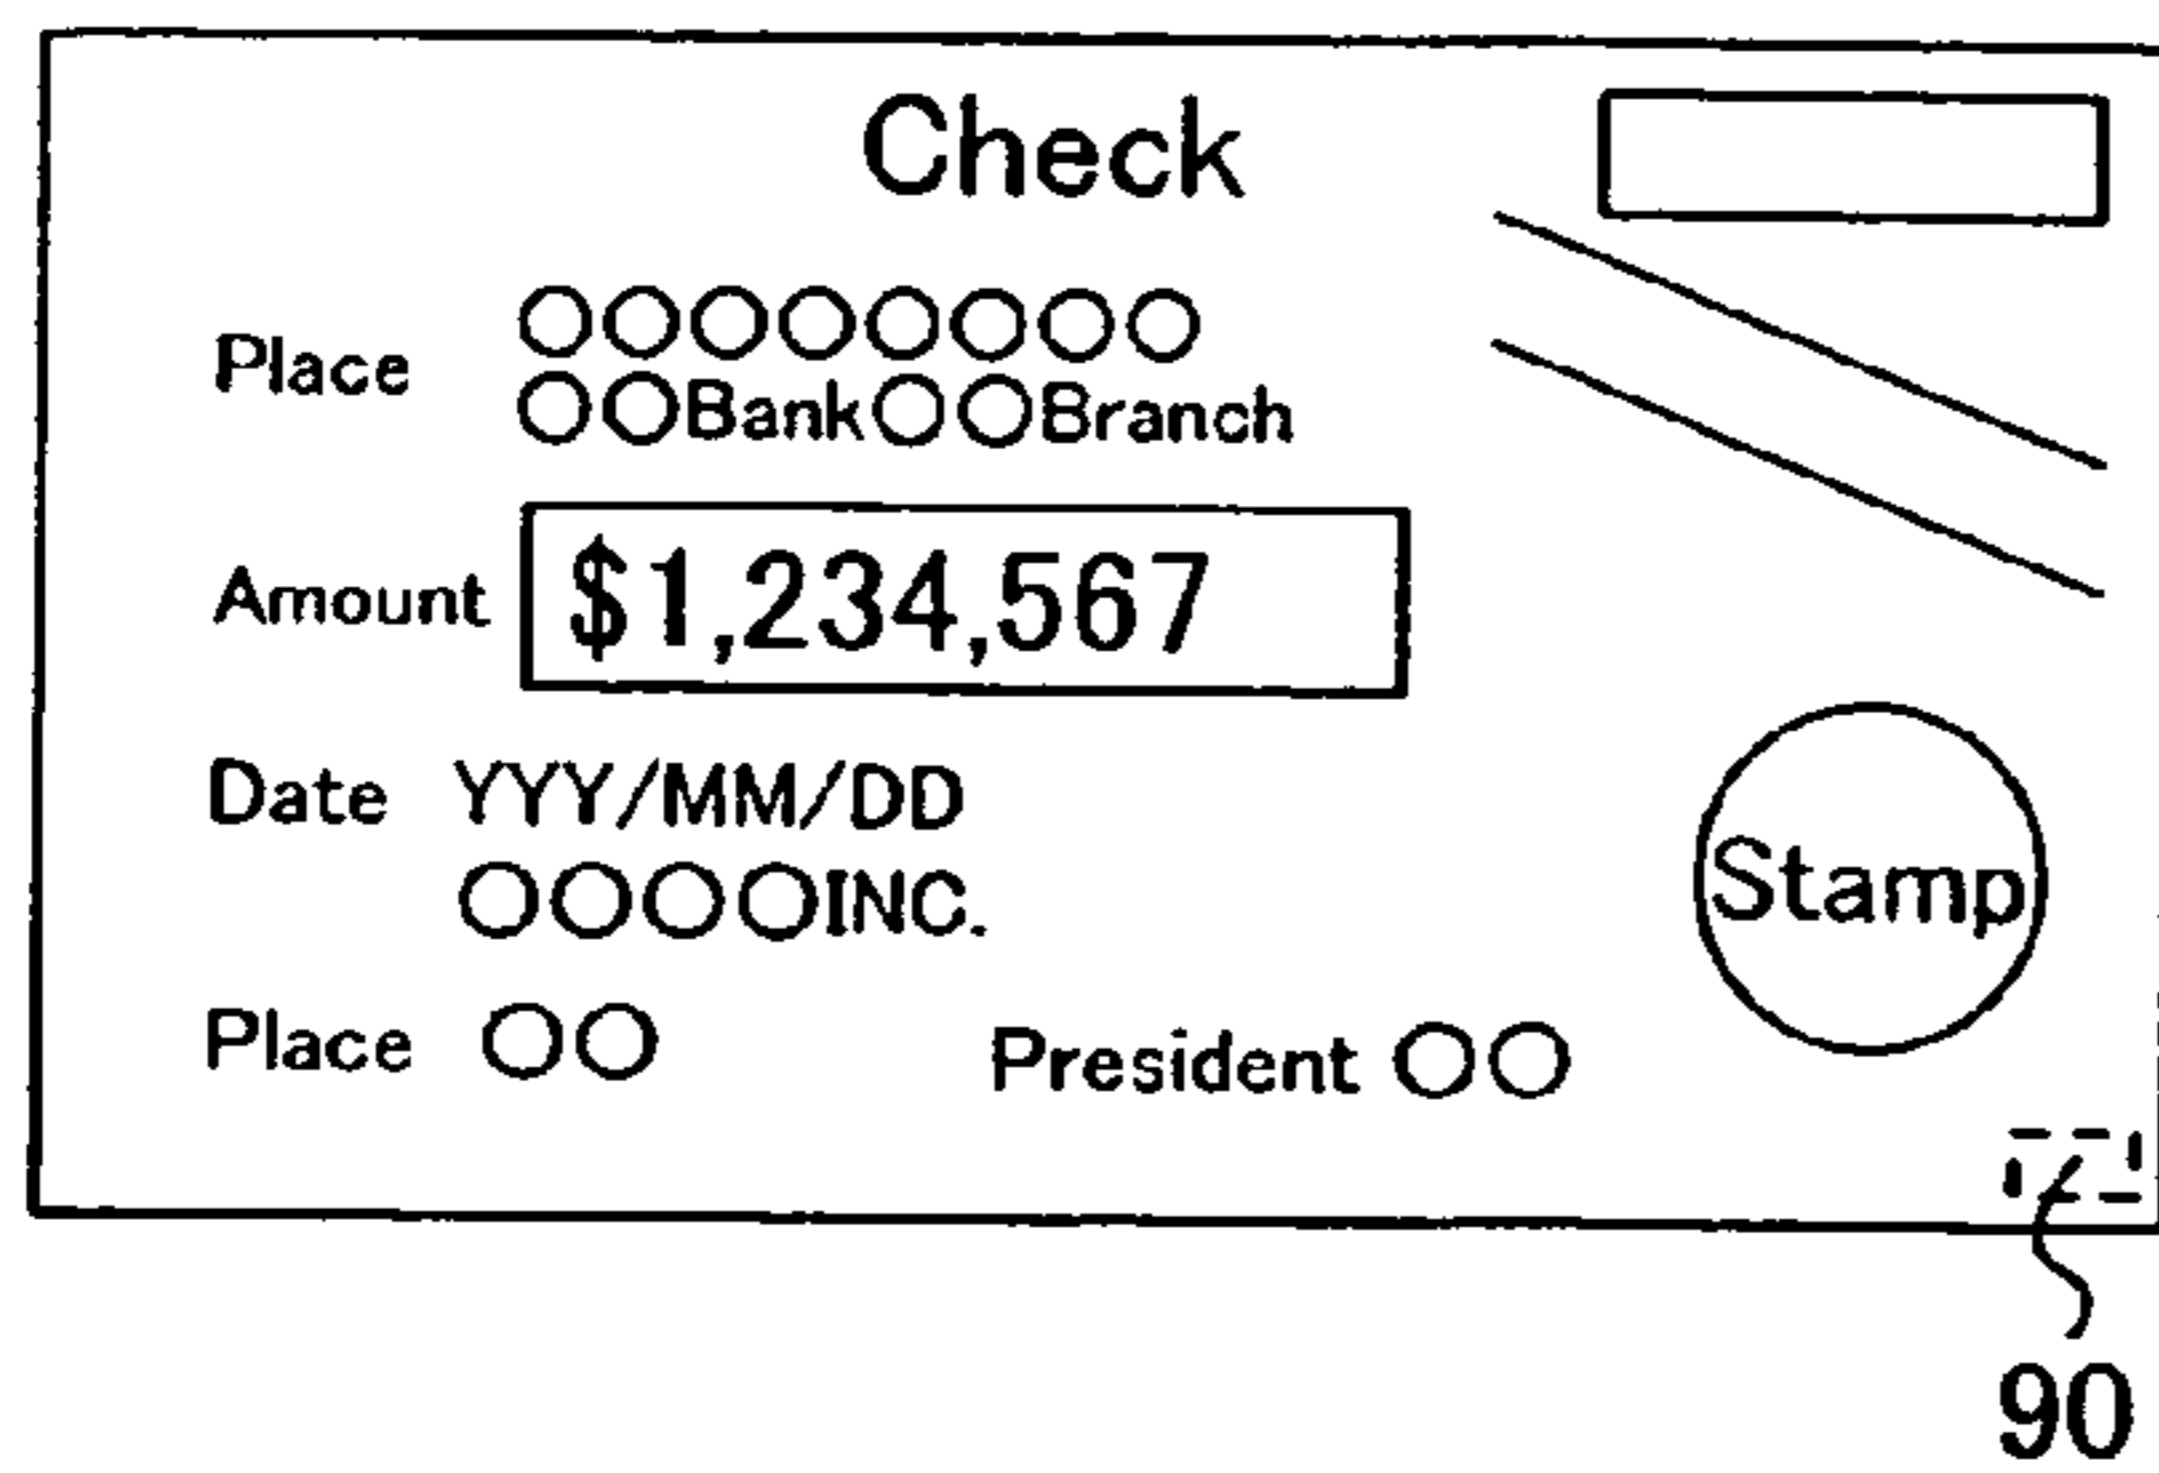 Check
Place ○○○○○○○○
○○Bank○○Branch
Amount $1,234,567
Date YYY/MM/DD
○○○○INC.
Place ○○
President ○○
Stamp
90